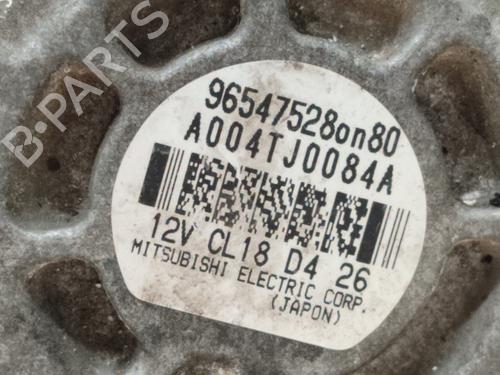 B-PARTS
96547528on80
A004TJ0084A
12V CL18 D4 26
MITSUBISHI ELECTRIC CORP.
(JAPON)